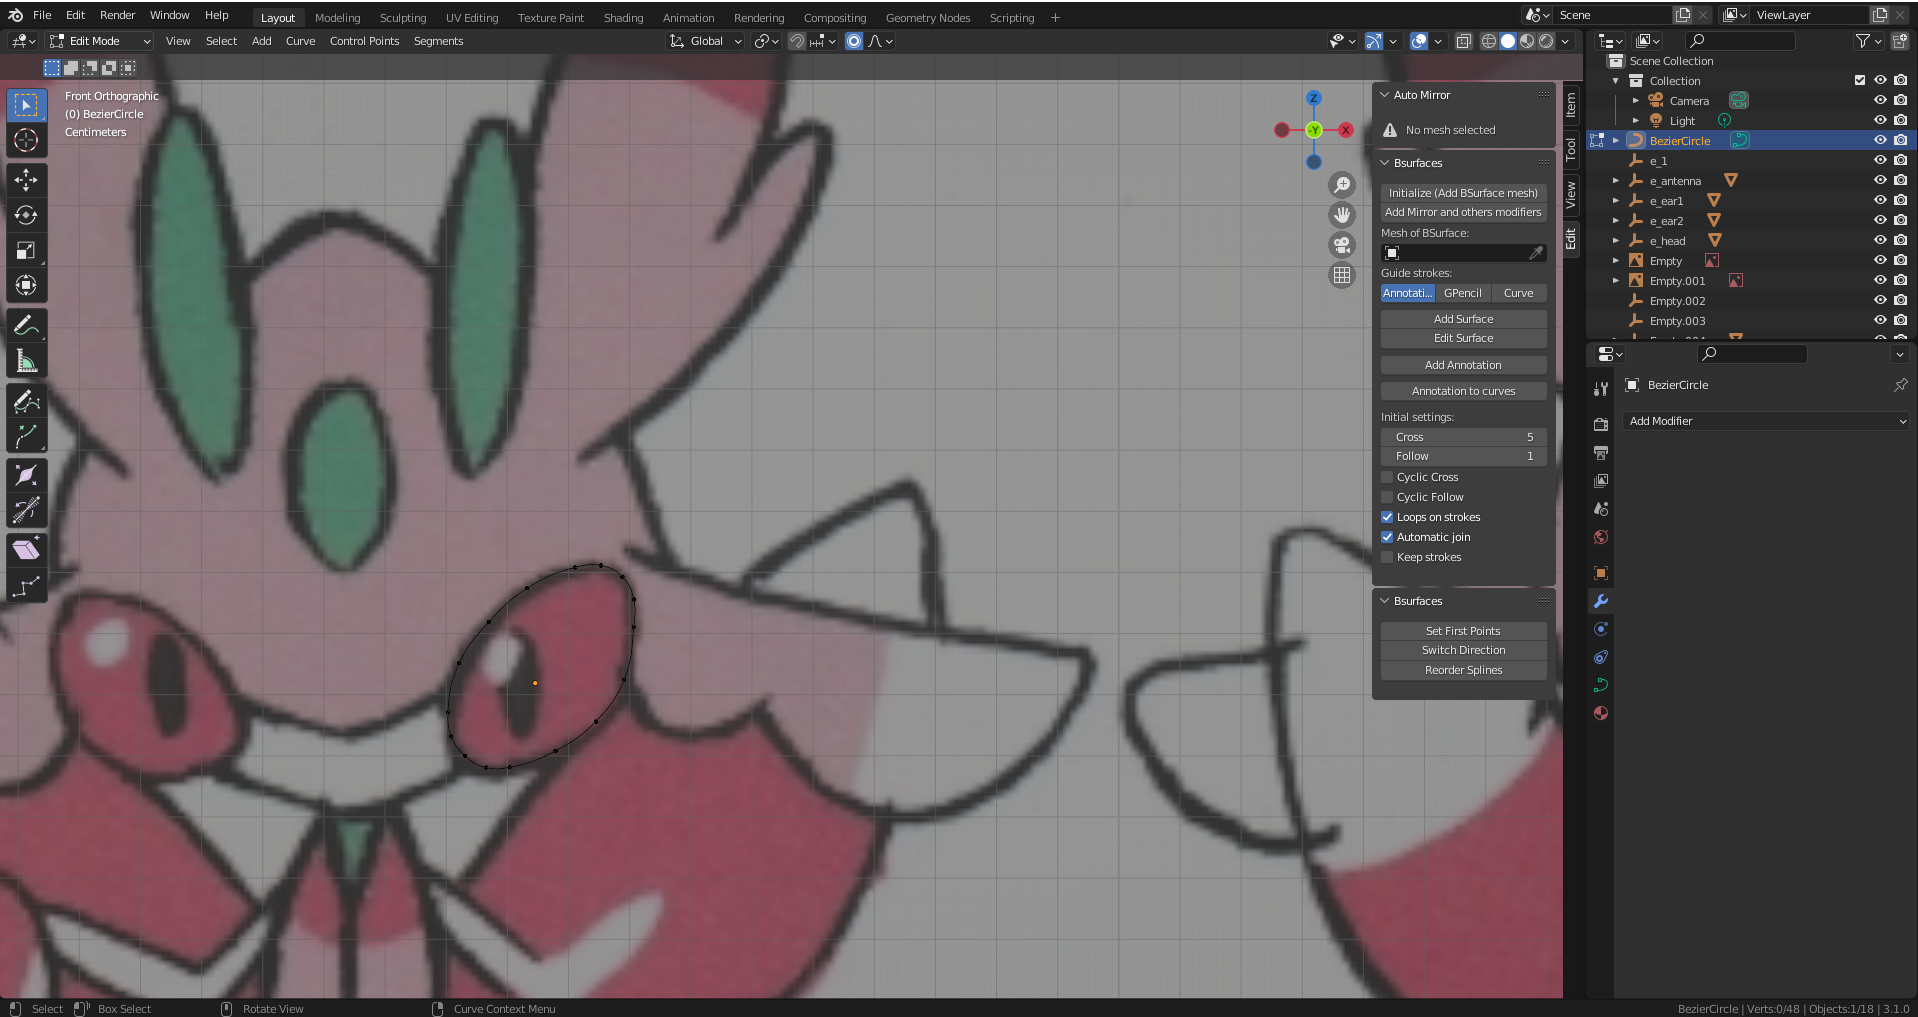 File Edit Render Window Help Layout Modeling Sculpting UV Editing Texture Paint Shading Animation Rendering Compositing Geometry Nodes Scripting + Scene ViewLayer
Edit Mode View Select Add Curve Control Points Segments Global
Front Orthographic
(0) BezierCircle
Centimeters
Z
Y
X
Auto Mirror
No mesh selected
Bsurfaces
Initialize (Add BSurface mesh)
Add Mirror and others modifiers
Mesh of BSurface:
Guide strokes:
Annotati... GPencil Curve
Add Surface
Edit Surface
Add Annotation
Annotation to curves
Initial settings:
Cross 5
Follow 1
Cyclic Cross
Cyclic Follow
Loops on strokes
Automatic join
Keep strokes
Bsurfaces
Set First Points
Switch Direction
Reorder Splines
Item
Tool
View
Edit
Scene Collection
Collection
Camera
Light
BezierCircle
e_1
e_antenna
e_ear1
e_ear2
e_head
Empty
Empty.001
Empty.002
Empty.003
BezierCircle
Add Modifier
Select Box Select Rotate View Curve Context Menu BezierCircle | Verts:0/48 | Objects:1/18 | 3.1.0